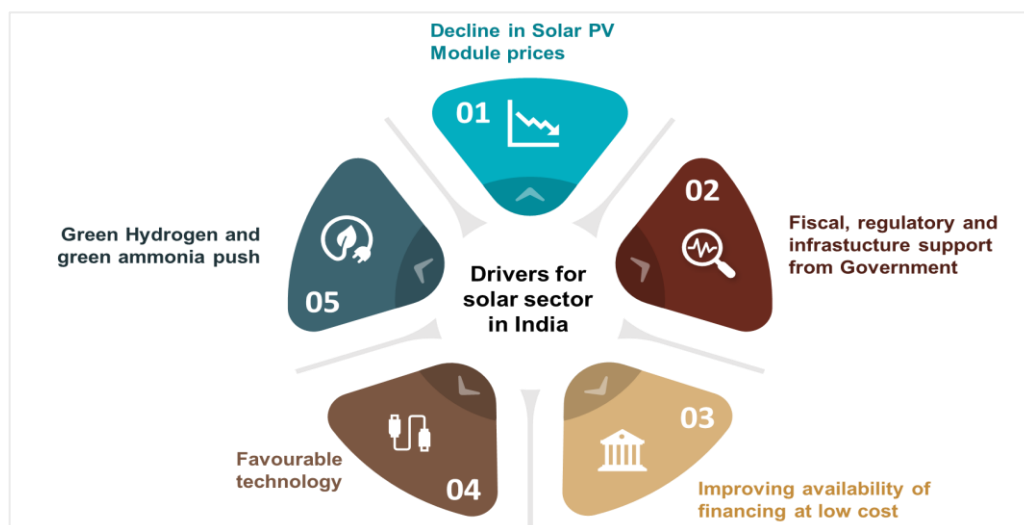 Decline in Solar PV
Module prices
01
02
Fiscal, regulatory and
infrastucture support
from Government
03
Improving availability of
financing at low cost
04
Favourable
technology
05
Green Hydrogen and
green ammonia push
Drivers for
solar sector
in India